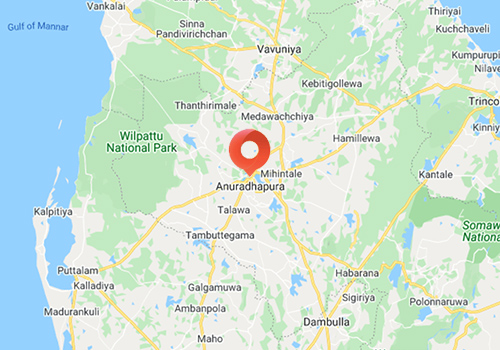 Vankalai
Thiriyai
Gulf of Mannar
Sinna
Pandivirichchan
Kuchchaveli
Vavuniya
Kumpurupi
Nilave
Kebitigollewa
Thanthirimale
Trinco
Medawachchiya
Kinniy
Wilpattu
National Park
Hamillewa
Mihintale
Kantale
Anuradhapura
Kalpitiya
Talawa
Somaw
National
Tambuttegama
Puttalam
Habarana
Kalladiya
Galgamuwa
Sigiriya
Polonnaruwa
Madurankuli
Ambanpola
Dambulla
Maho